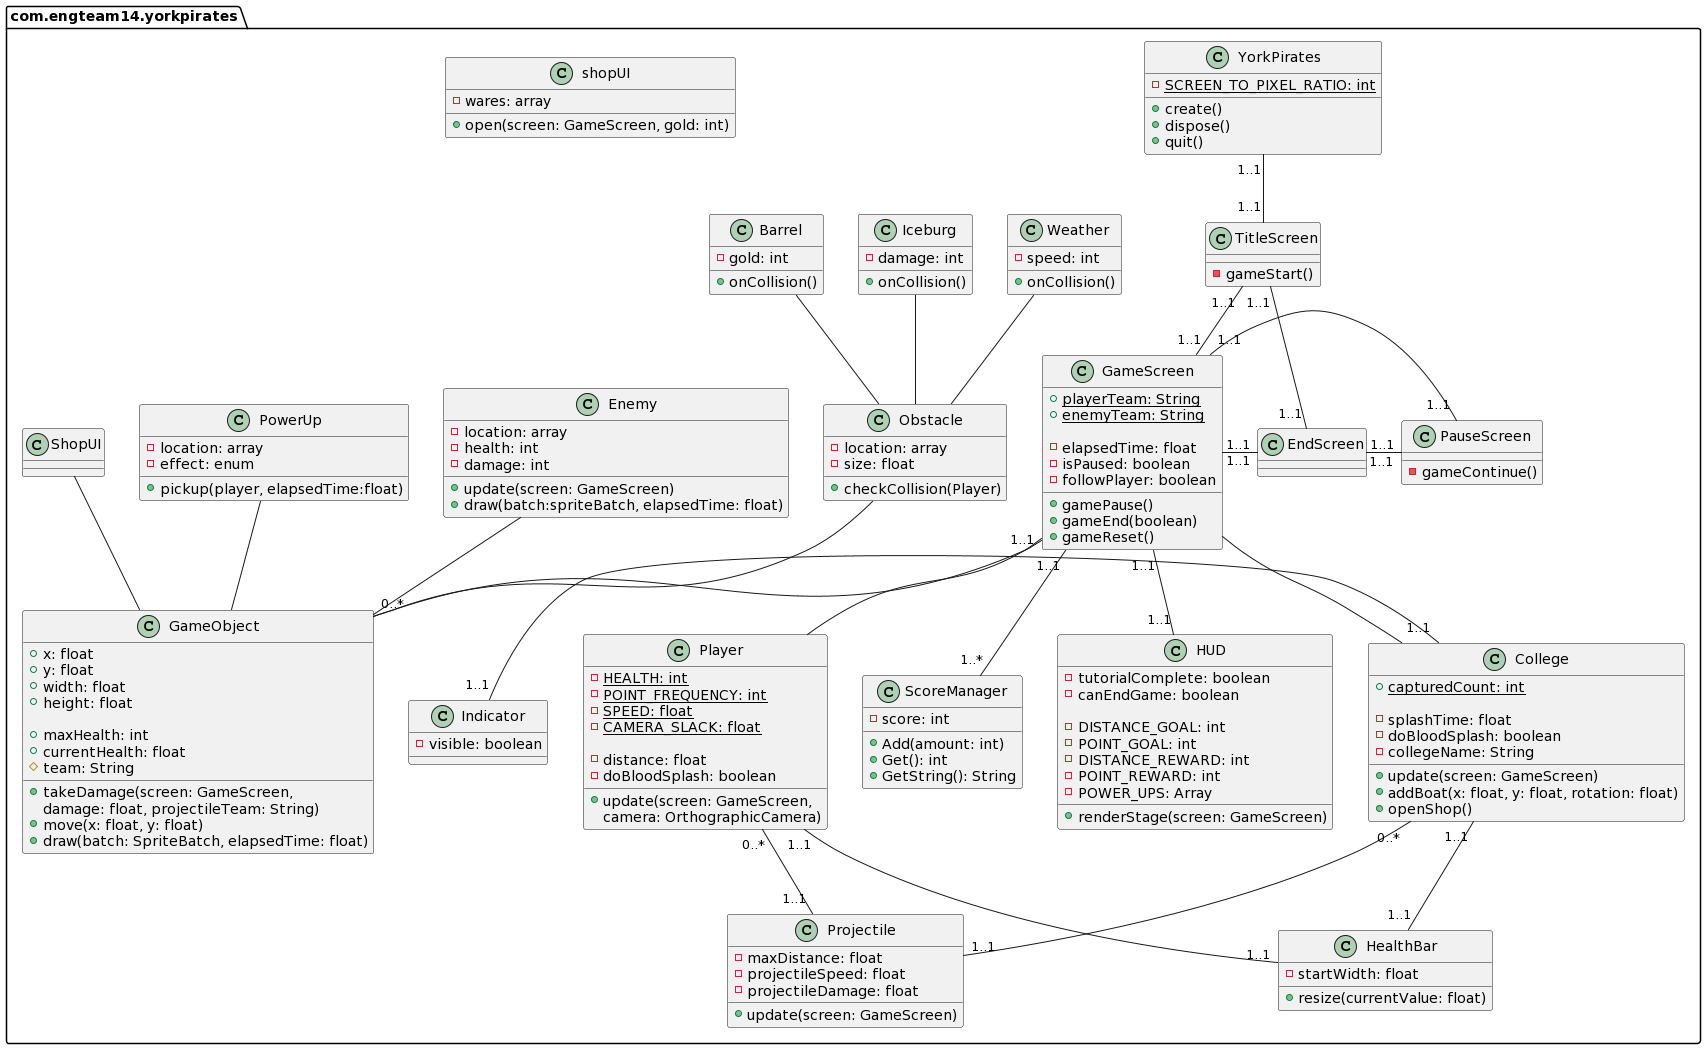 com.engteam14.yorkpirates
C shopUI
wares: array
open(screen: GameScreen, gold: int)
C YorkPirates
SCREEN_TO_PIXEL_RATIO: int
create()
dispose()
quit()
1..1
1..1
C Barrel
gold: int
onCollision()
C Iceburg
damage: int
onCollision()
C Weather
speed: int
onCollision()
C TitleScreen
gameStart()
1..1
1..1
1..1
1..1
C ShopUI
C PowerUp
location: array
effect: enum
pickup(player, elapsedTime:float)
C Enemy
location: array
health: int
damage: int
update(screen: GameScreen)
draw(batch:spriteBatch, elapsedTime: float)
C Obstacle
location: array
size: float
checkCollision(Player)
C GameScreen
playerTeam: String
enemyTeam: String
elapsedTime: float
isPaused: boolean
followPlayer: boolean
gamePause()
gameEnd(boolean)
gameReset()
1..1
1..1
1..1
1..1
C EndScreen
1..1
1..1
C PauseScreen
gameContinue()
1..1
1..1
1..1
0..*
C GameObject
x: float
y: float
width: float
height: float
maxHealth: int
currentHealth: float
team: String
takeDamage(screen: GameScreen,
damage: float, projectileTeam: String)
move(x: float, y: float)
draw(batch: SpriteBatch, elapsedTime: float)
1..1
C Indicator
visible: boolean
C Player
HEALTH: int
POINT_FREQUENCY: int
SPEED: float
CAMERA_SLACK: float
distance: float
doBloodSplash: boolean
update(screen: GameScreen,
camera: OrthographicCamera)
1..*
C ScoreManager
score: int
Add(amount: int)
Get(): int
GetString(): String
1..1
C HUD
tutorialComplete: boolean
canEndGame: boolean
DISTANCE_GOAL: int
POINT_GOAL: int
DISTANCE_REWARD: int
POINT_REWARD: int
POWER_UPS: Array
renderStage(screen: GameScreen)
1..1
C College
capturedCount: int
splashTime: float
doBloodSplash: boolean
collegeName: String
update(screen: GameScreen)
addBoat(x: float, y: float, rotation: float)
openShop()
0..*
1..1
0..*
1..1
1..1
C Projectile
maxDistance: float
projectileSpeed: float
projectileDamage: float
update(screen: GameScreen)
1..1
1..1
1..1
C HealthBar
startWidth: float
resize(currentValue: float)